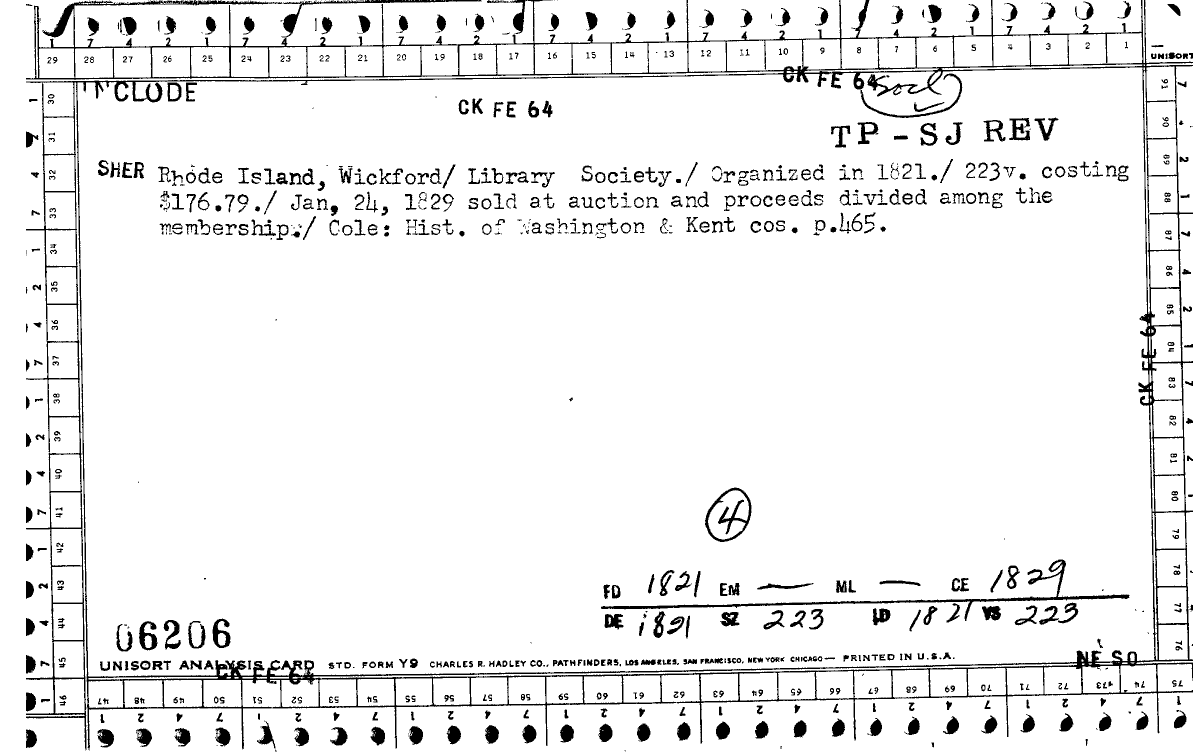 7 4 2 1 7 4 2 1 7 4 2 1 7 4 2 1 7 4 2 1 7 4 2 1 7 4 2 1
29 28 27 26 25 24 23 22 21 20 19 18 17 16 15 14 13 12 11 10 9 8 7 6 5 4 3 2 1
UNISORT
CK FE 64 socl
CLODE
CK FE 64
TP - SJ REV
SHER Rhode Island, Wickford/ Library Society./ Organized in 1821./ 223v. costing
$176.79./ Jan, 24, 1829 sold at auction and proceeds divided among the
membership./ Cole: Hist. of Washington & Kent cos. p.465.
30 31 32 33 34 35 36 37 38 39 40 41 42 43 44 45 46
91 90 89 88 87 86 85 84 83 82 81 80 79 78 77 76
CK FE 64
4
FD 1821 EM — ML — CE 1829
DE 1821 SZ 223 LD 1821 VS 223
06206
UNISORT ANALYSIS CARD STD. FORM Y9 CHARLES R. HADLEY CO., PATHFINDERS, LOS ANGELES, SAN FRANCISCO, NEW YORK CHICAGO — PRINTED IN U.S.A.
CK FE 64
NE SO
47 48 49 50 51 52 53 54 55 56 57 58 59 60 61 62 63 64 65 66 67 68 69 70 71 72 73 74 75
1 2 4 7 1 2 4 7 1 2 4 7 1 2 4 7 1 2 4 7 1 2 4 7 1 2 4 7 1